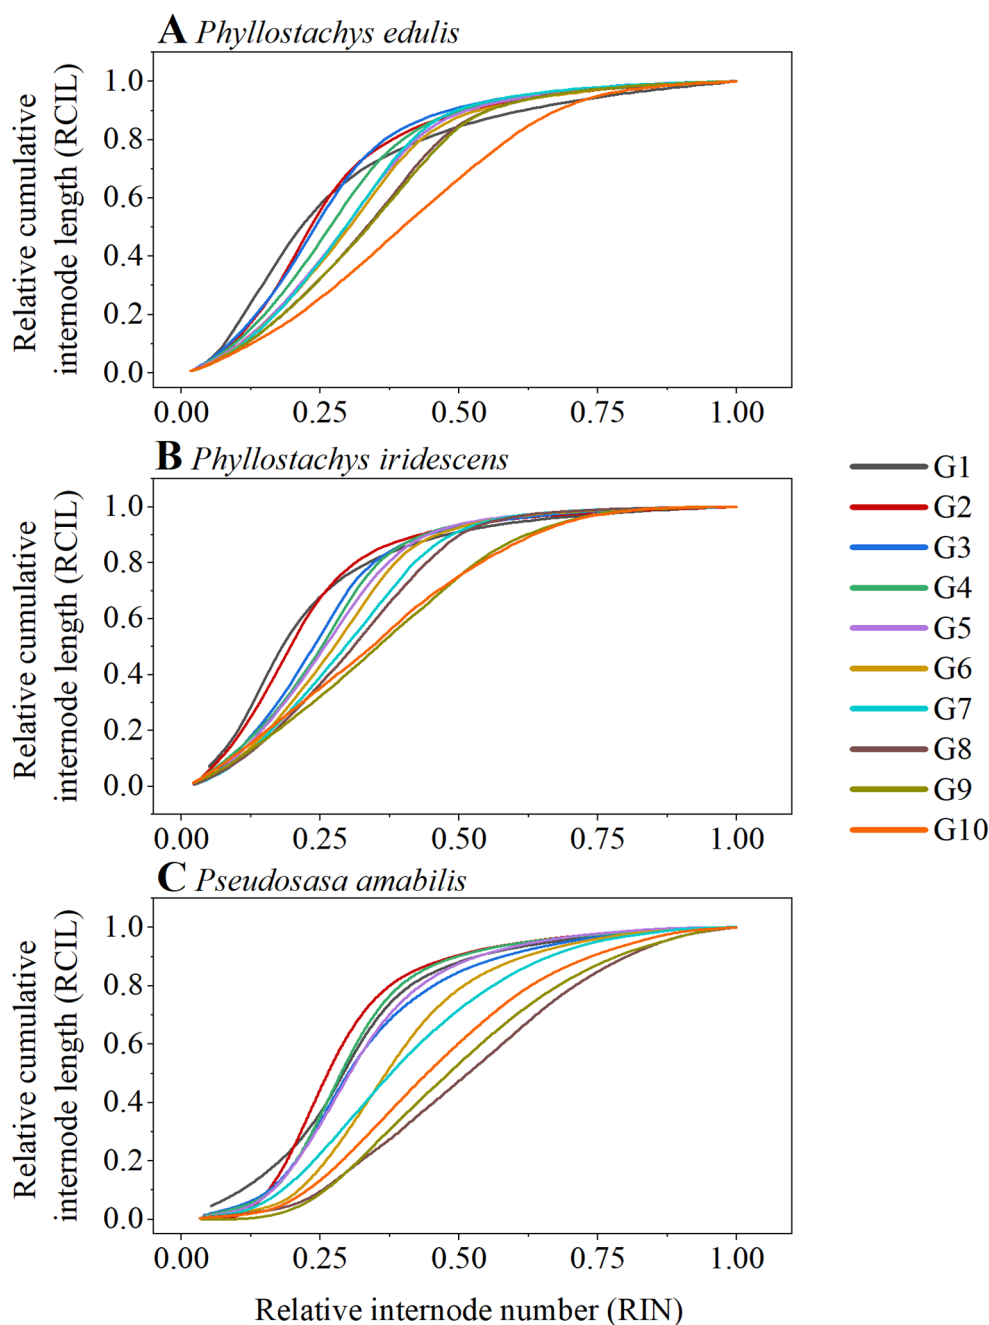 A Phyllostachys edulis
Relative cumulative
internode length (RCIL)
1.0
0.8
0.6
0.4
0.2
0.0
0.00 0.25 0.50 0.75 1.00
B Phyllostachys iridescens
Relative cumulative
internode length (RCIL)
1.0
0.8
0.6
0.4
0.2
0.0
0.00 0.25 0.50 0.75 1.00
G1
G2
G3
G4
G5
G6
G7
G8
G9
G10
C Pseudosasa amabilis
Relative cumulative
internode length (RCIL)
1.0
0.8
0.6
0.4
0.2
0.0
0.00 0.25 0.50 0.75 1.00
Relative internode number (RIN)